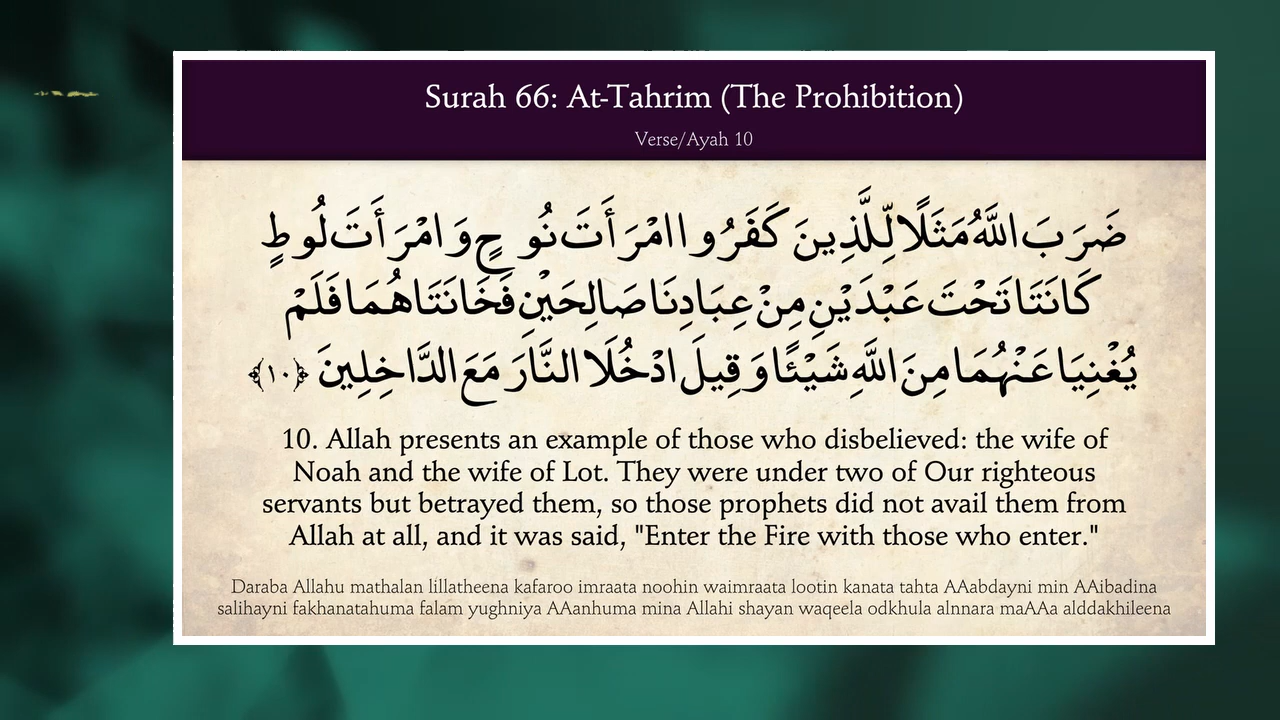 Surah 66: At-Tahrim (The Prohibition)
Verse/Ayah 10
ضَرَبَ اللَّهُ مَثَلًا لِّلَّذِينَ كَفَرُوا امْرَأَتَ نُوحٍ وَامْرَأَتَ لُوطٍ
كَانَتَا تَحْتَ عَبْدَيْنِ مِنْ عِبَادِنَا صَالِحَيْنِ فَخَانَتَاهُمَا فَلَمْ
يُغْنِيَا عَنْهُمَا مِنَ اللَّهِ شَيْئًا وَقِيلَ ادْخُلَا النَّارَ مَعَ الدَّاخِلِينَ ﴿١٠﴾
10. Allah presents an example of those who disbelieved: the wife of
Noah and the wife of Lot. They were under two of Our righteous
servants but betrayed them, so those prophets did not avail them from
Allah at all, and it was said, "Enter the Fire with those who enter."
Daraba Allahu mathalan lillatheena kafaroo imraata noohin waimraata lootin kanata tahta AAabdayni min AAibadina
salihayni fakhanatahuma falam yughniya AAanhuma mina Allahi shayan waqeela odkhula alnnara maAAa alddakhileena